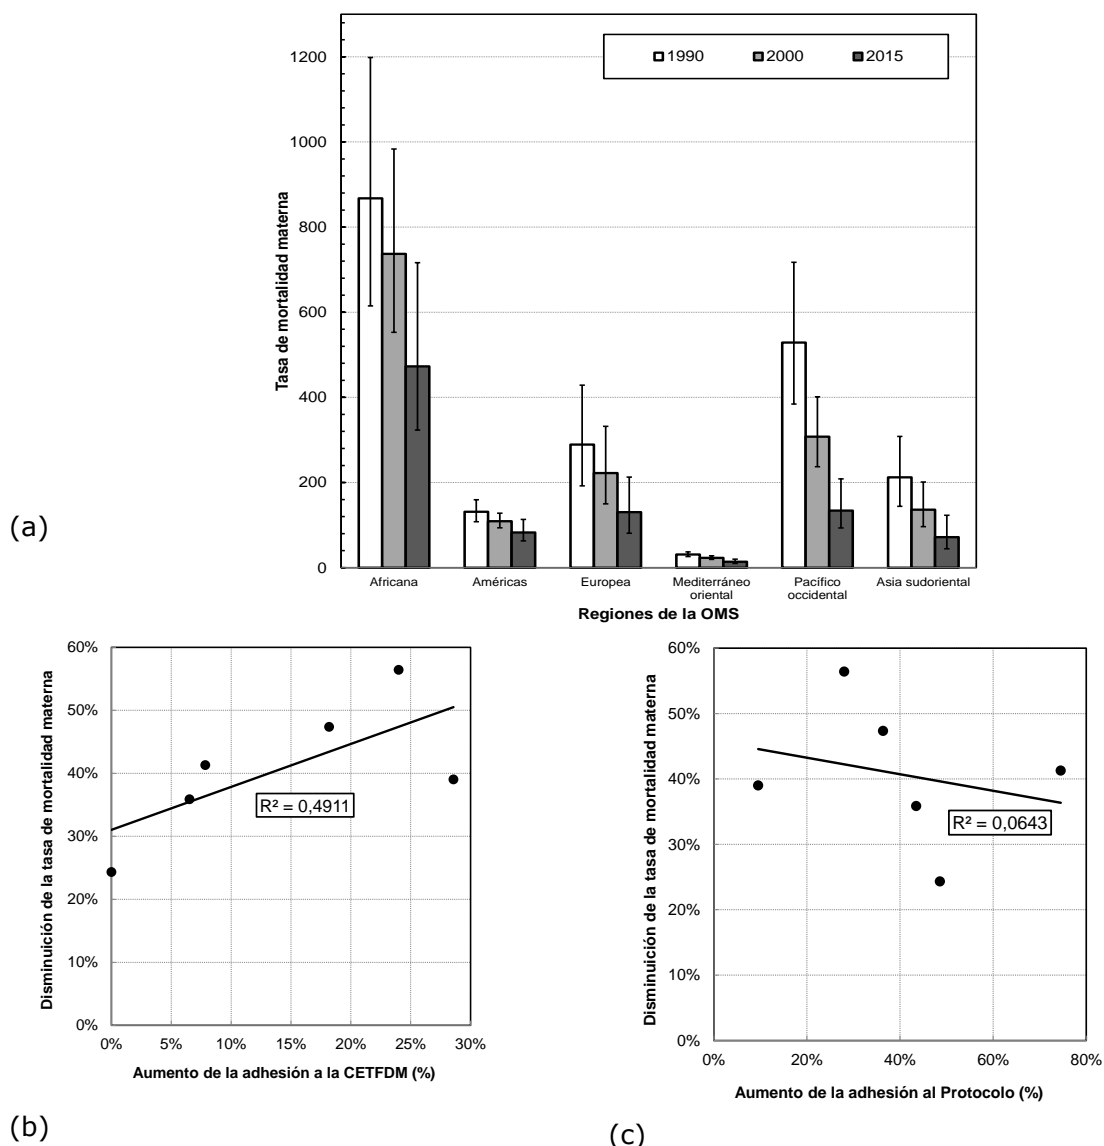 1200
1000
800
600
400
200
0
Tasa de mortalidad materna
1990 2000 2015
Africana Américas Europea Mediterráneo oriental Pacífico occidental Asia sudoriental
Regiones de la OMS
(a)
60%
50%
40%
30%
20%
10%
0%
Disminuición de la tasa de mortalidad materna
R² = 0,4911
0% 5% 10% 15% 20% 25% 30%
Aumento de la adhesión a la CETFDM (%)
(b)
60%
50%
40%
30%
20%
10%
0%
Disminuición de la tasa de mortalidad materna
R² = 0,0643
0% 20% 40% 60% 80%
Aumento de la adhesión al Protocolo (%)
(c)